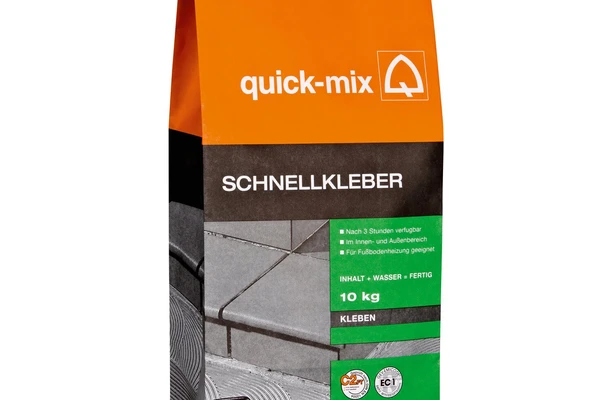 quick-mix
SCHNELLKLEBER
Nach 3 Stunden verfugbar
Im Innen- und Außenbereich
Für Fußbodenheizung geeignet
INHALT + WASSER = FERTIG
10 kg
KLEBEN
EC1